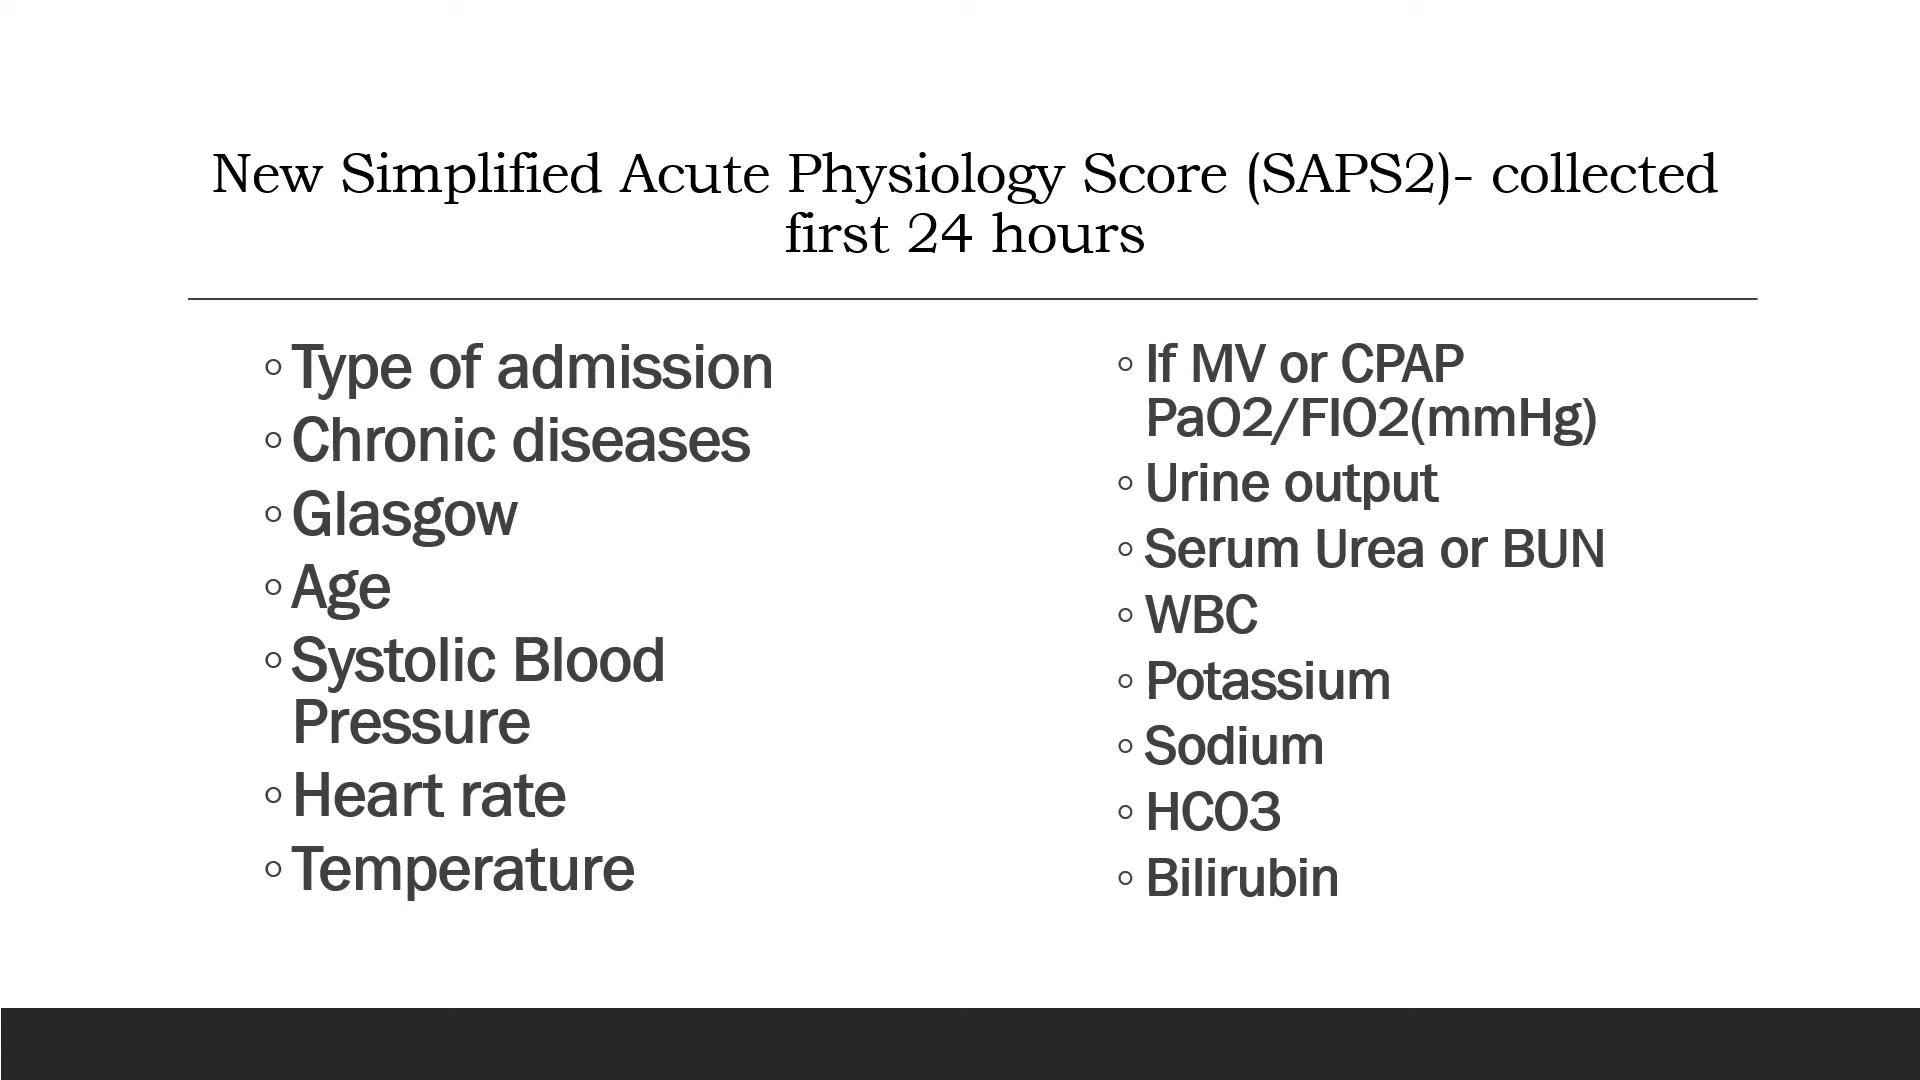 New Simplified Acute Physiology Score (SAPS2)- collected
first 24 hours
◦ Type of admission
◦ Chronic diseases
◦ Glasgow
◦ Age
◦ Systolic Blood
Pressure
◦ Heart rate
◦ Temperature
◦ If MV or CPAP
PaO2/FIO2(mmHg)
◦ Urine output
◦ Serum Urea or BUN
◦ WBC
◦ Potassium
◦ Sodium
◦ HCO3
◦ Bilirubin